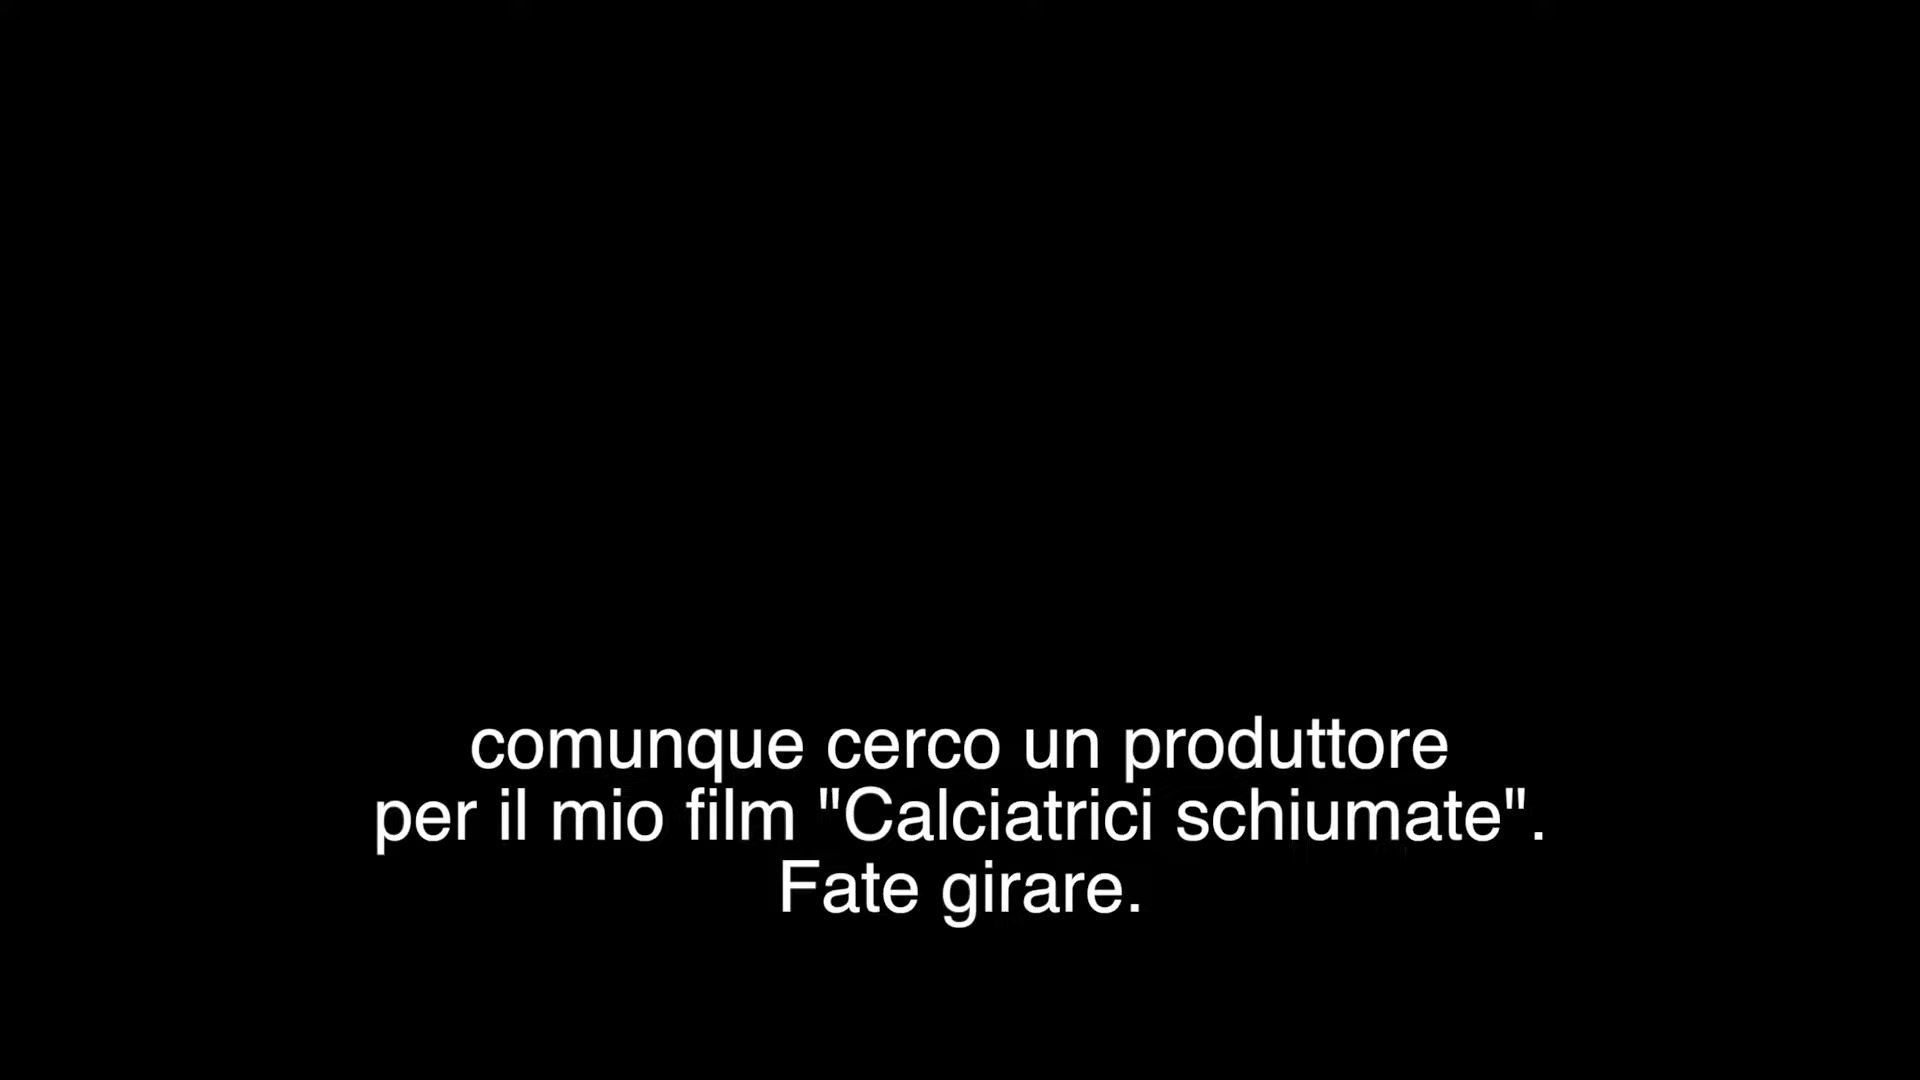 comunque cerco un produttore
per il mio film "Calciatrici schiumate".
Fate girare.